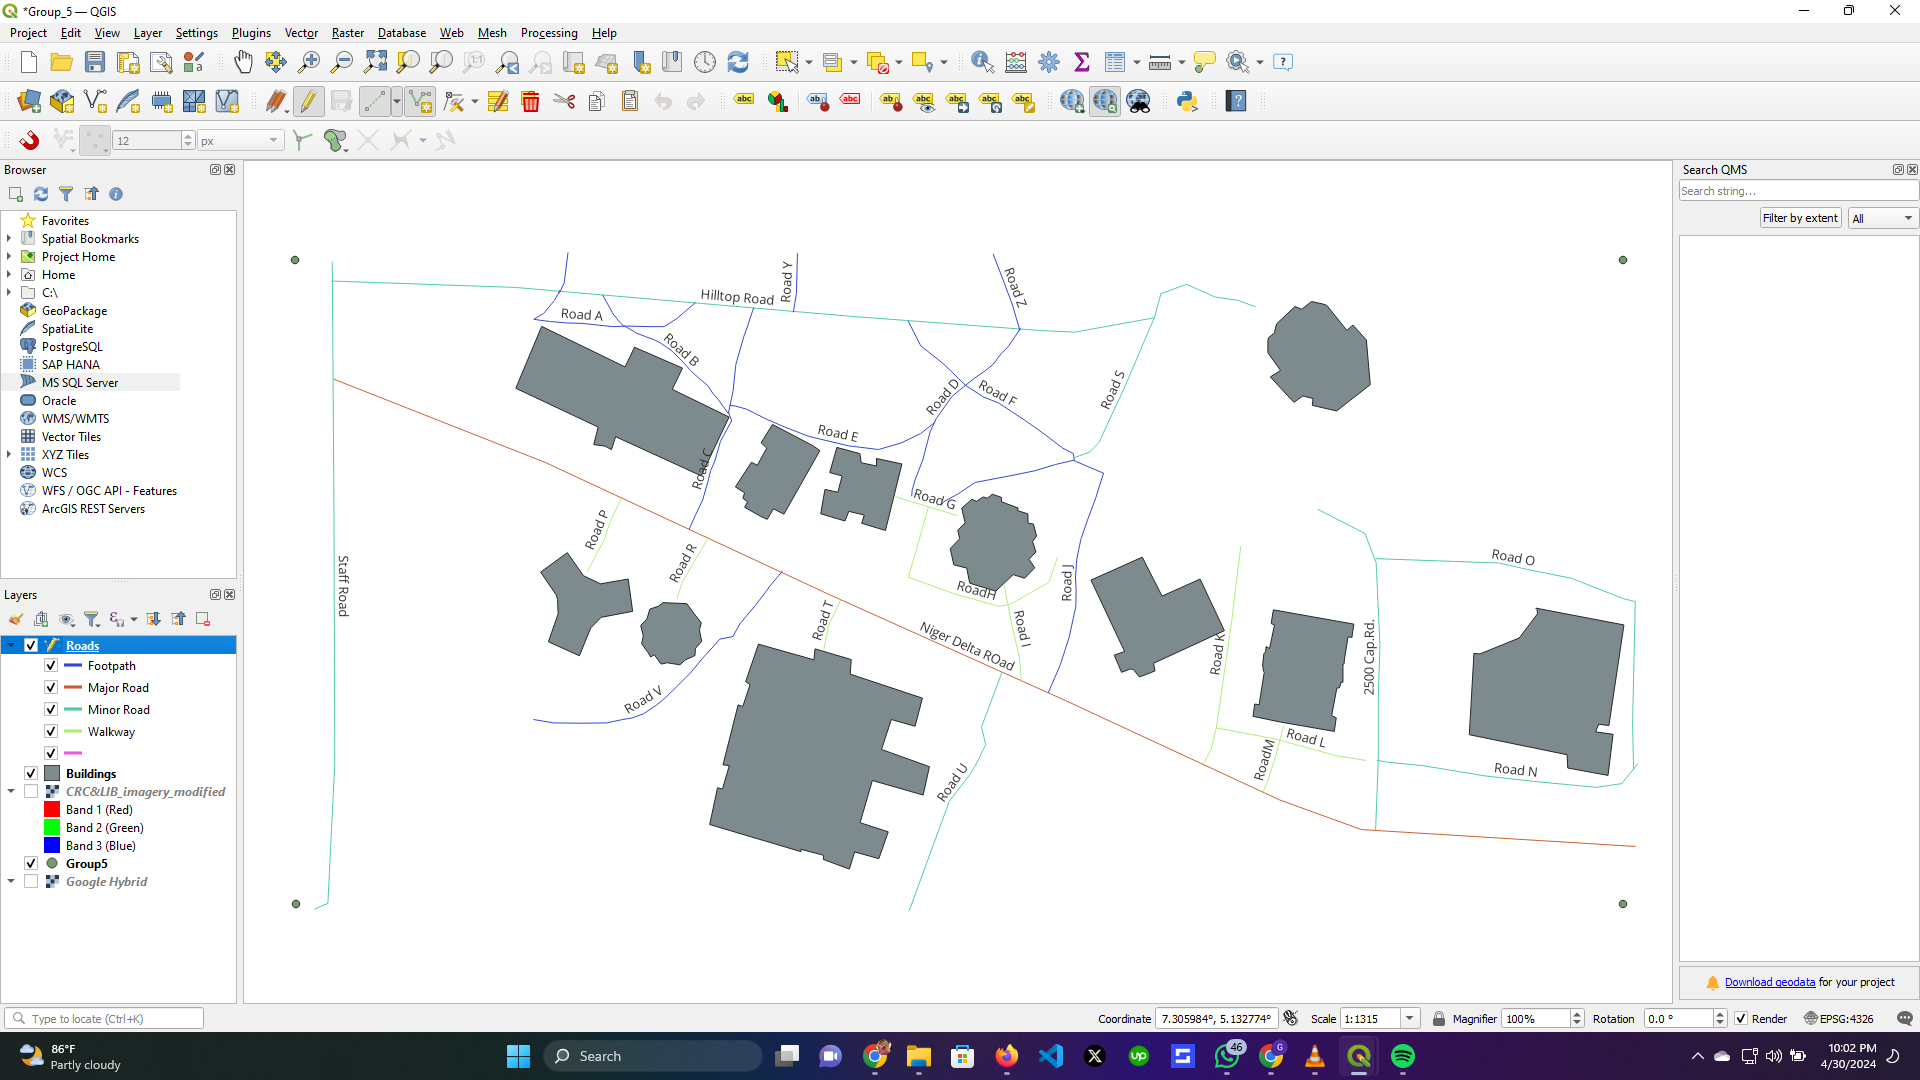 *Group_5 — QGIS
Project Edit View Layer Settings Plugins Vector Raster Database Web Mesh Processing Help
12 px
Browser
Favorites
Spatial Bookmarks
Project Home
Home
C:\
GeoPackage
SpatiaLite
PostgreSQL
SAP HANA
MS SQL Server
Oracle
WMS/WMTS
Vector Tiles
XYZ Tiles
WCS
WFS / OGC API - Features
ArcGIS REST Servers
Layers
Roads
Footpath
Major Road
Minor Road
Walkway
Buildings
CRC&LIB_imagery_modified
Band 1 (Red)
Band 2 (Green)
Band 3 (Blue)
Group5
Google Hybrid
Hilltop Road
Road Y
Road Z
Road A
Road B
Road S
Road D
Road F
Road E
Road C
Road G
Road P
Road R
Staff Road
RoadH
Road J
Road O
Road T
Road I
Niger Delta ROad
Road K
2500 Cap.Rd.
Road V
Road L
RoadM
Road U
Road N
Search QMS
Search string...
Filter by extent All
Download geodata for your project
Type to locate (Ctrl+K)
Coordinate 7.305984°, 5.132774° Scale 1:1315 Magnifier 100% Rotation 0.0 ° Render EPSG:4326
86°F
Partly cloudy
Search
46
10:02 PM
4/30/2024